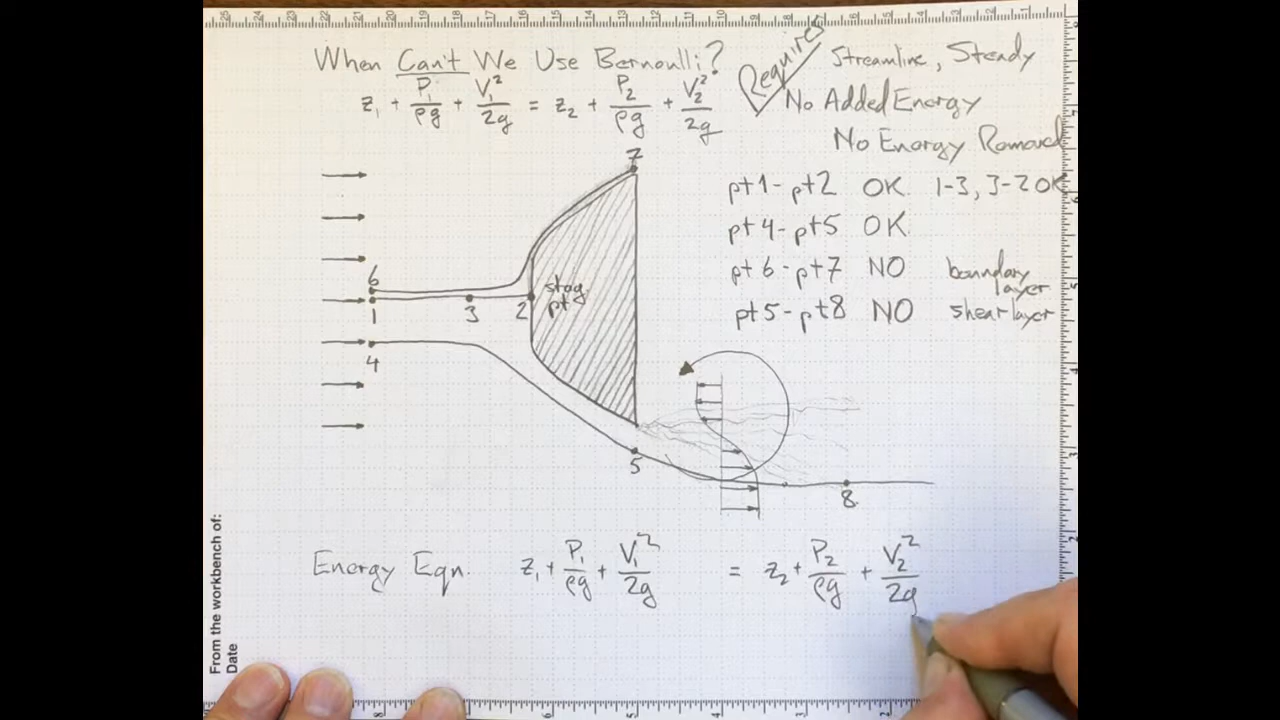 When Can't We Use Bernoulli?
z₁ + P₁/ρg + V₁²/2g = z₂ + P₂/ρg + V₂²/2g
Requires
Streamline, Steady
No Added Energy
No Energy Removed
pt1-pt2 OK 1-3, 3-2 OK
pt4-pt5 OK
pt6-pt7 NO boundary layer
pt5-pt8 NO shear layer
7
6
1
3
2
stag.
pt
4
5
8
Energy Eqn. z₁ + P₁/ρg + V₁²/2g = z₂ + P₂/ρg + V₂²/2g
From the workbench of:
Date